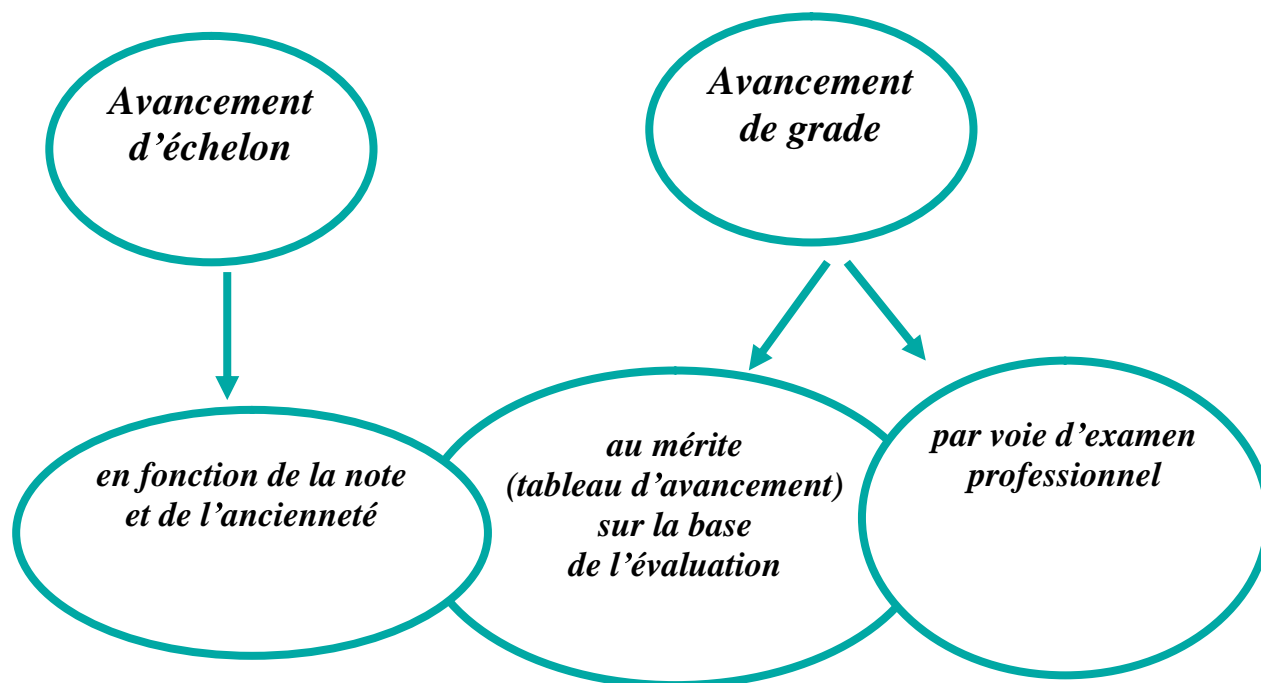 Avancement
d’échelon
Avancement
de grade
en fonction de la note
et de l’ancienneté
au mérite
(tableau d’avancement)
sur la base
de l’évaluation
par voie d’examen
professionnel